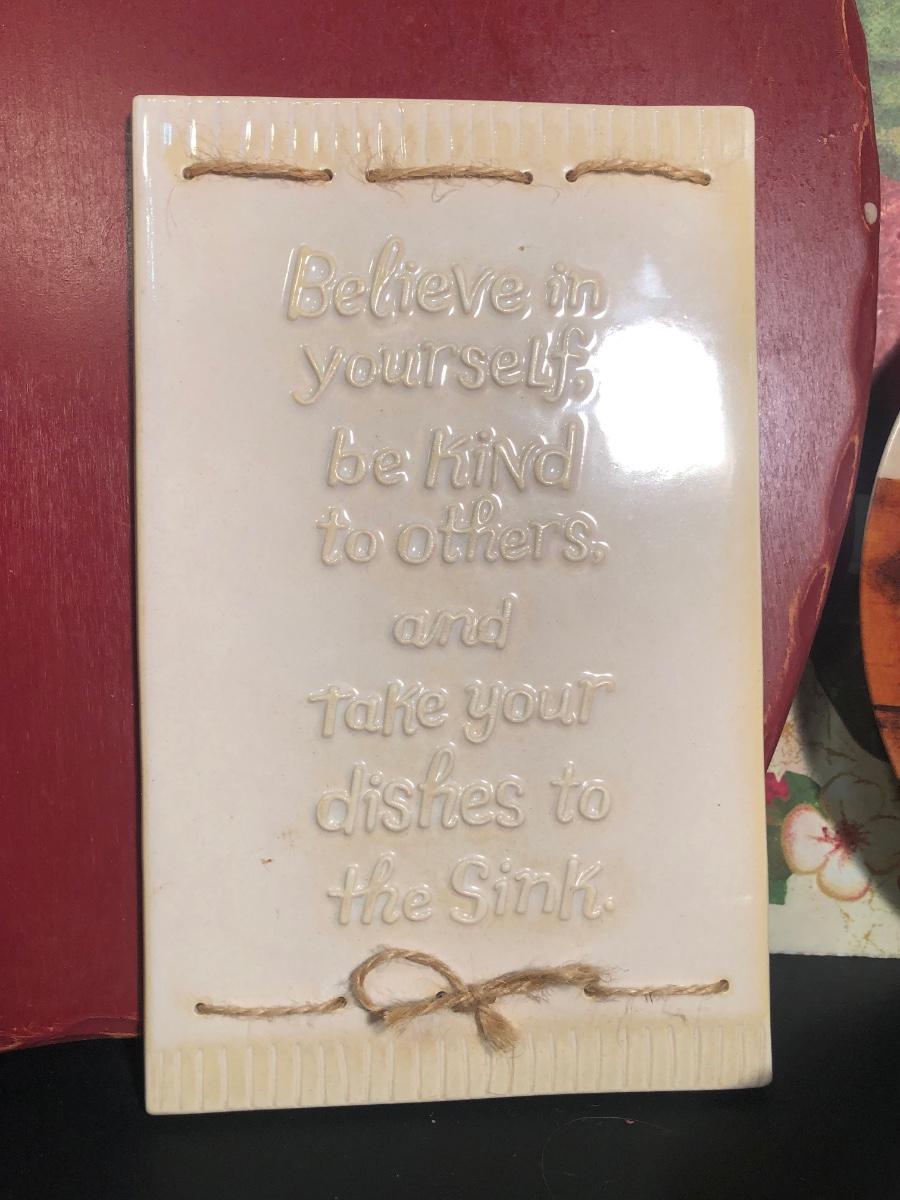 Believe in
yourself,
be kind
to others,
and
take your
dishes to
the Sink.